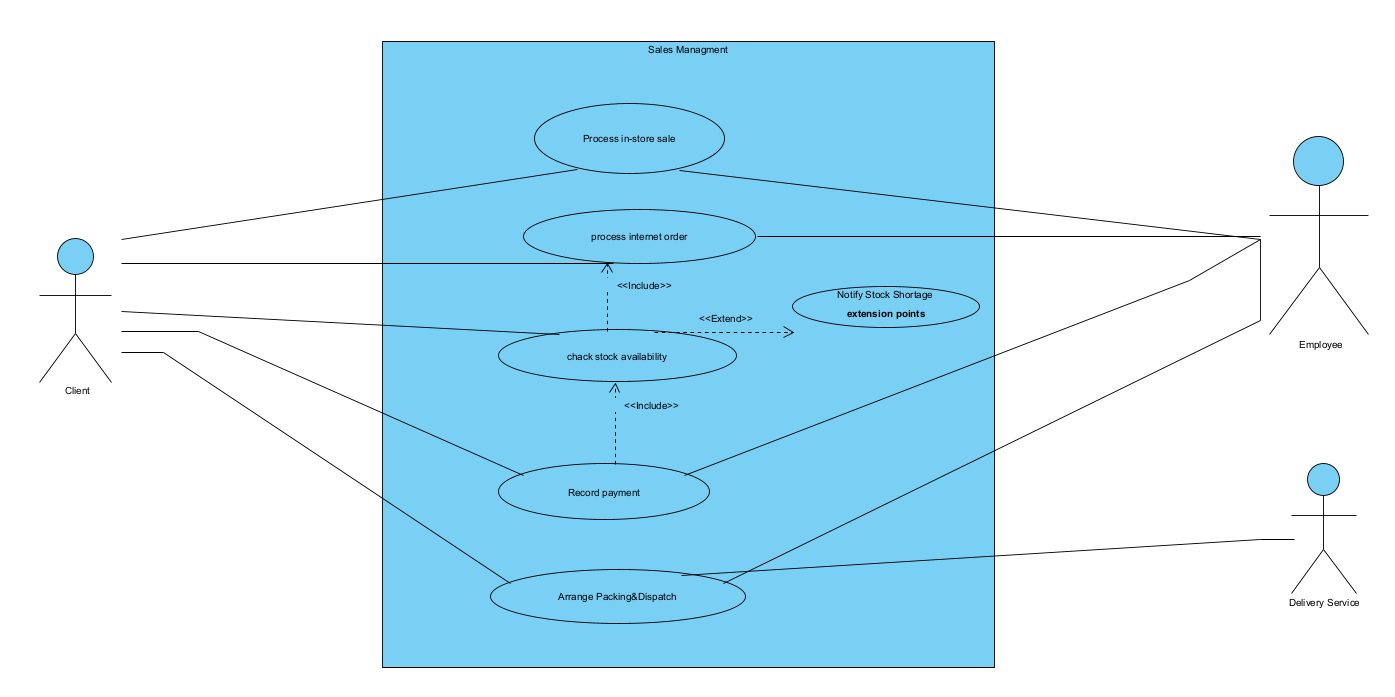 Sales Managment
Process in-store sale
process internet order
<<Include>>
Notify Stock Shortage
extension points
<<Extend>>
chack stock availability
<<Include>>
Record payment
Arrange Packing&Dispatch
Client
Employee
Delivery Service